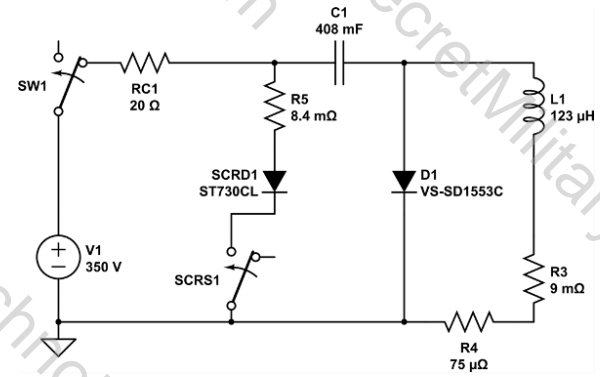 C1
408 mF
SW1
RC1
20 Ω
R5
8.4 mΩ
L1
123 µH
SCRD1
ST730CL
D1
VS-SD1553C
V1
350 V
SCRS1
R3
9 mΩ
R4
75 µΩ
ecretMilitary